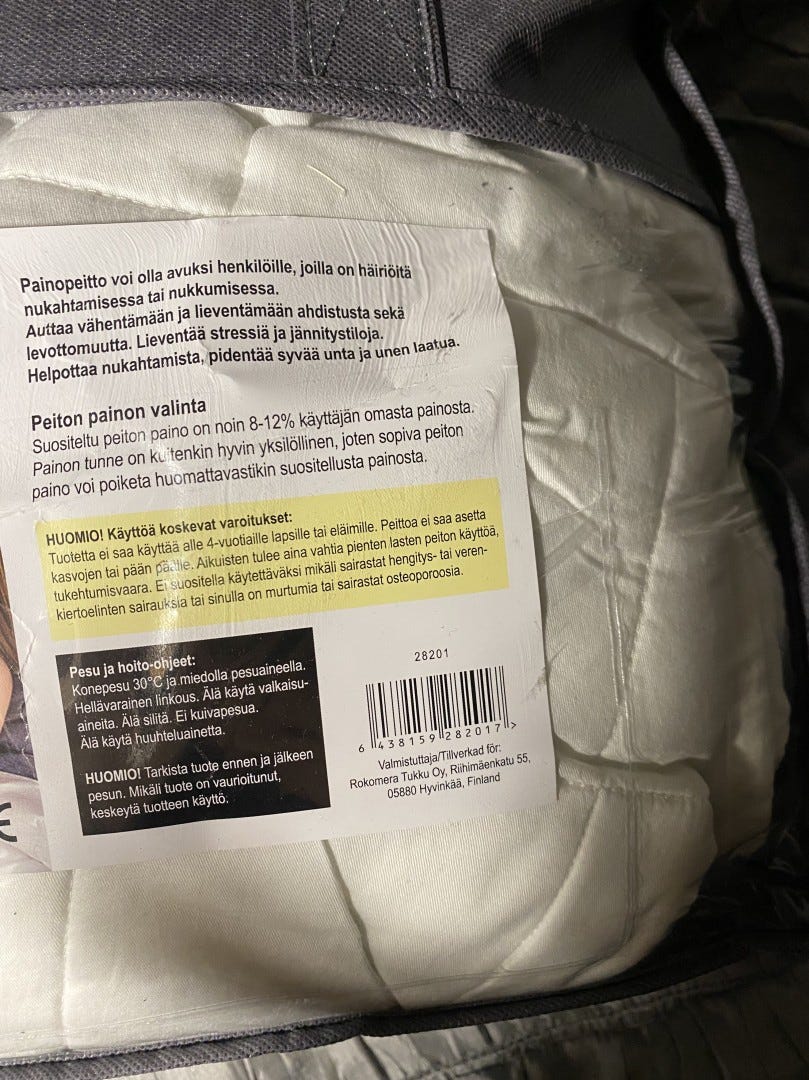 Painopeitto voi olla avuksi henkilöille, joilla on häiriöitä
nukahtamisessa tai nukkumisessa.
Auttaa vähentämään ja lieventämään ahdistusta sekä
levottomuutta. Lieventää stressiä ja jännitystiloja.
Helpottaa nukahtamista, pidentää syvää unta ja unen laatua.
Peiton painon valinta
Suositeltu peiton paino on noin 8-12% käyttäjän omasta painosta.
Painon tunne on kuitenkin hyvin yksilöllinen, joten sopiva peiton
paino voi poiketa huomattavastikin suositellusta painosta.
HUOMIO! Käyttöä koskevat varoitukset:
Tuotetta ei saa käyttää alle 4-vuotiaille lapsille tai eläimille. Peittoa ei saa asettaa
kasvojen tai pään päälle. Aikuisten tulee aina vahtia pienten lasten peiton käyttöä,
tukehtumisvaara. Ei suositella käytettäväksi mikäli sairastat hengitys- tai veren-
kiertoelinten sairauksia tai sinulla on murtumia tai sairastat osteoporoosia.
Pesu ja hoito-ohjeet:
Konepesu 30°C ja miedolla pesuaineella.
Hellävarainen linkous. Älä käytä valkaisu-
aineita. Älä silitä. Ei kuivapesua.
Älä käytä huuhteluainetta.
HUOMIO! Tarkista tuote ennen ja jälkeen
pesun. Mikäli tuote on vaurioitunut,
keskeytä tuotteen käyttö.
28201
6 438159 282017 >
Valmistuttaja/Tillverkad för:
Rokomera Tukku Oy, Riihimäenkatu 55,
05880 Hyvinkää, Finland